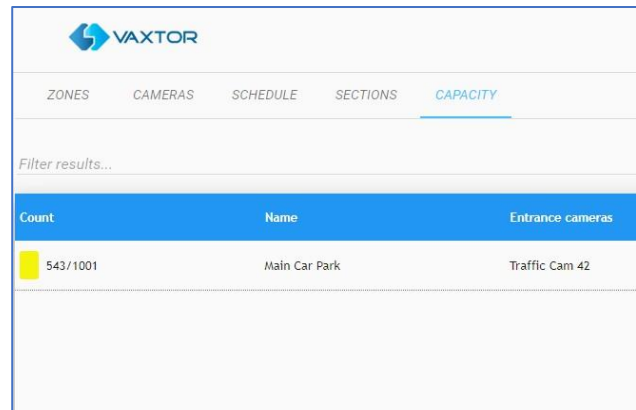 VAXTOR
ZONES CAMERAS SCHEDULE SECTIONS CAPACITY
Filter results...
Count Name Entrance cameras
543/1001 Main Car Park Traffic Cam 42